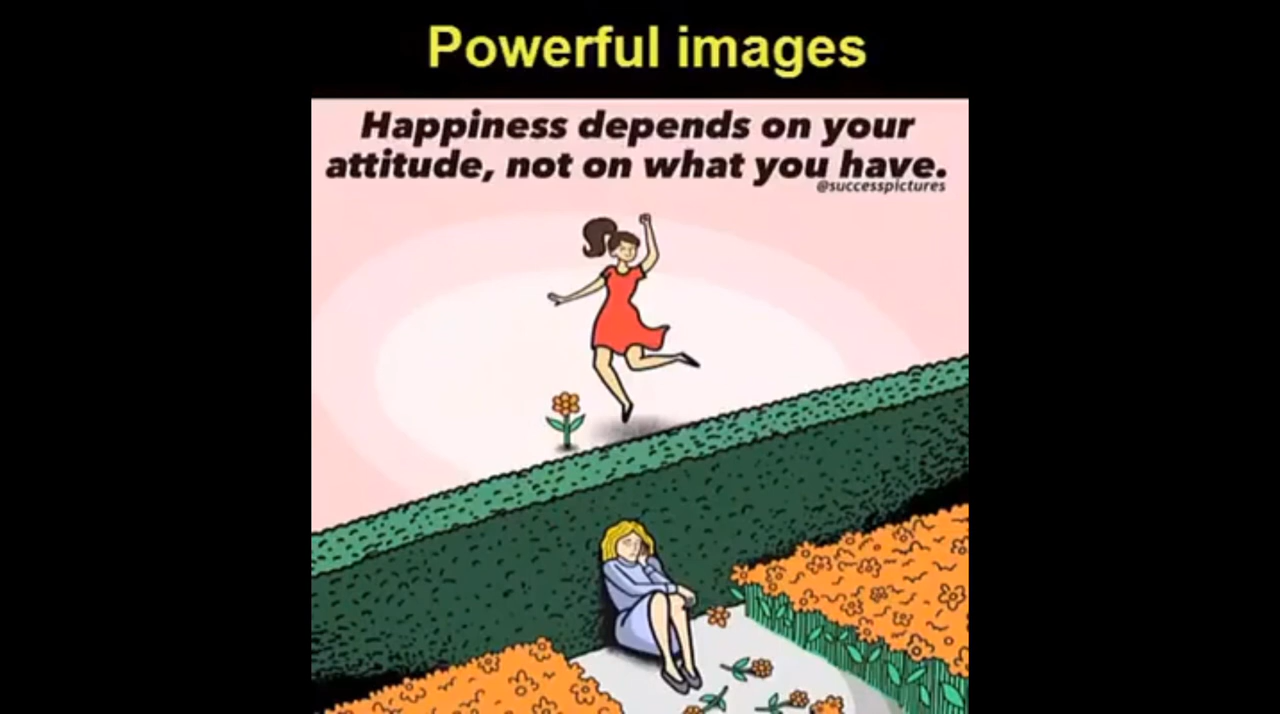 Powerful images
Happiness depends on your
attitude, not on what you have.
@successpictures